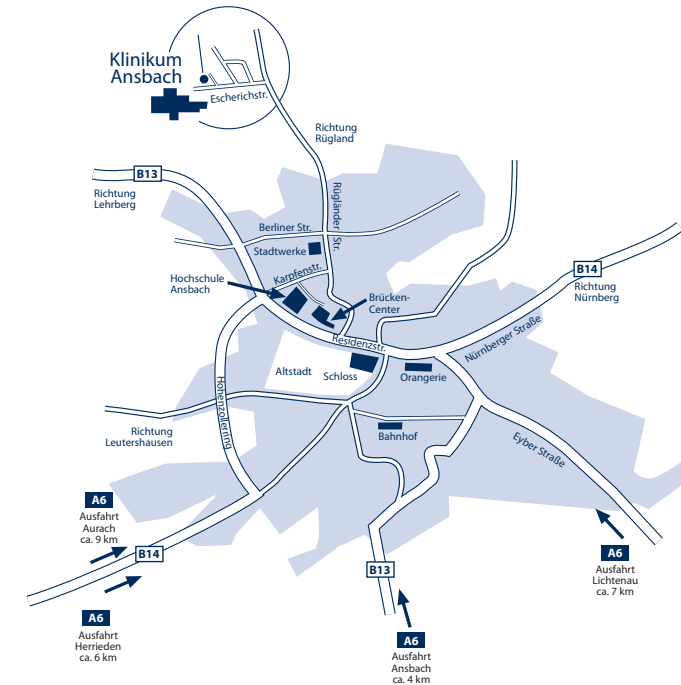 Klinikum
Ansbach
Escherichstr.
Richtung
Rügland
B13
Richtung
Lehrberg
Rügländer Str.
Berliner Str.
Stadtwerke
Karpfenstr.
B14
Hochschule
Ansbach
Richtung
Nürnberg
Brücken-
Center
Nürnberger Straße
Residenzstr.
Altstadt
Schloss
Orangerie
Hohenzollerring
Richtung
Leutershausen
Bahnhof
Eyber Straße
A6
Ausfahrt
Aurach
ca. 9 km
B14
A6
Ausfahrt
Lichtenau
ca. 7 km
B13
A6
Ausfahrt
Herrieden
ca. 6 km
A6
Ausfahrt
Ansbach
ca. 4 km